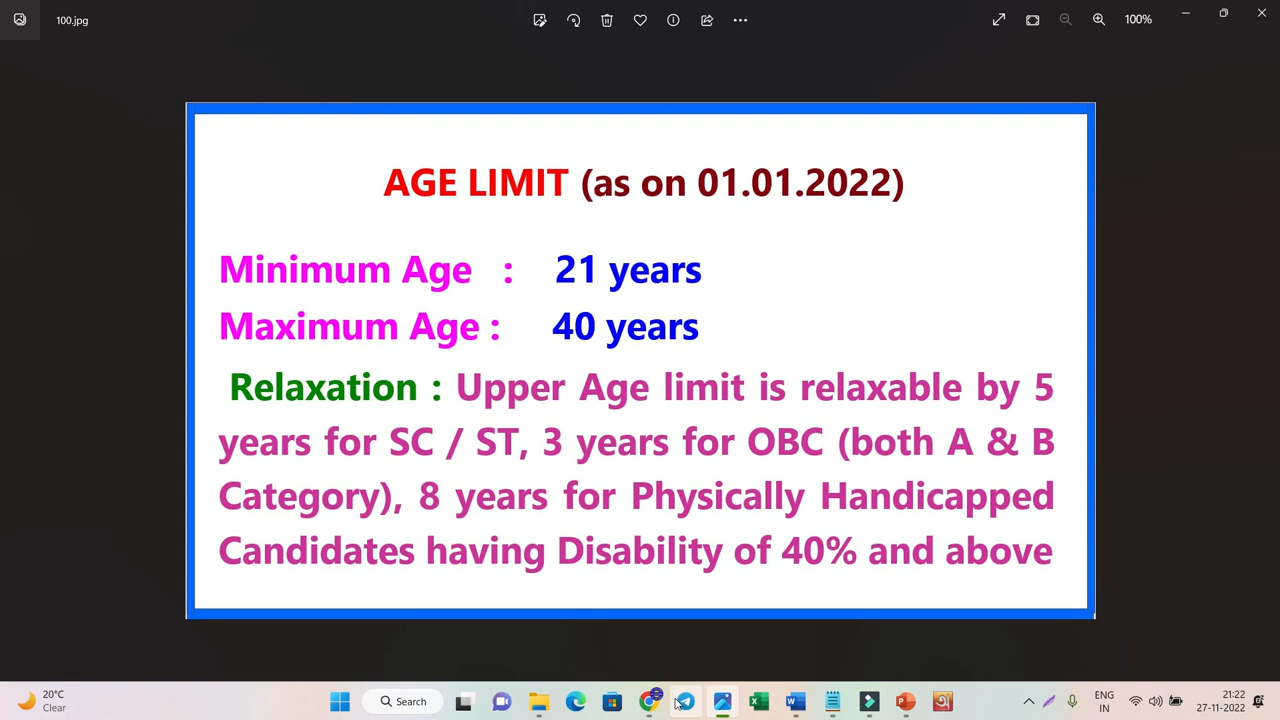 100.jpg
100%
AGE LIMIT (as on 01.01.2022)
Minimum Age : 21 years
Maximum Age : 40 years
Relaxation : Upper Age limit is relaxable by 5
years for SC / ST, 3 years for OBC (both A & B
Category), 8 years for Physically Handicapped
Candidates having Disability of 40% and above
20°C
Clear
Search
ENG
IN
21:22
27-11-2022